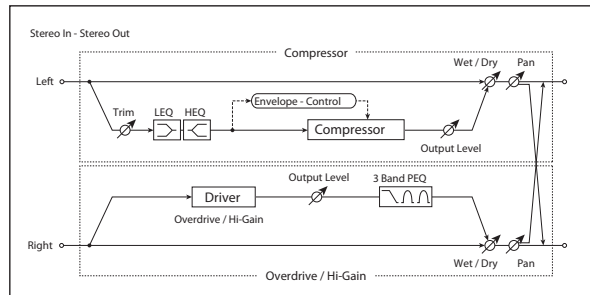 Stereo In - Stereo Out
Compressor
Wet / Dry
Pan
Left
Trim
LEQ
HEQ
Envelope - Control
Compressor
Output Level
Output Level
3 Band PEQ
Driver
Overdrive / Hi-Gain
Right
Wet / Dry
Pan
Overdrive / Hi-Gain